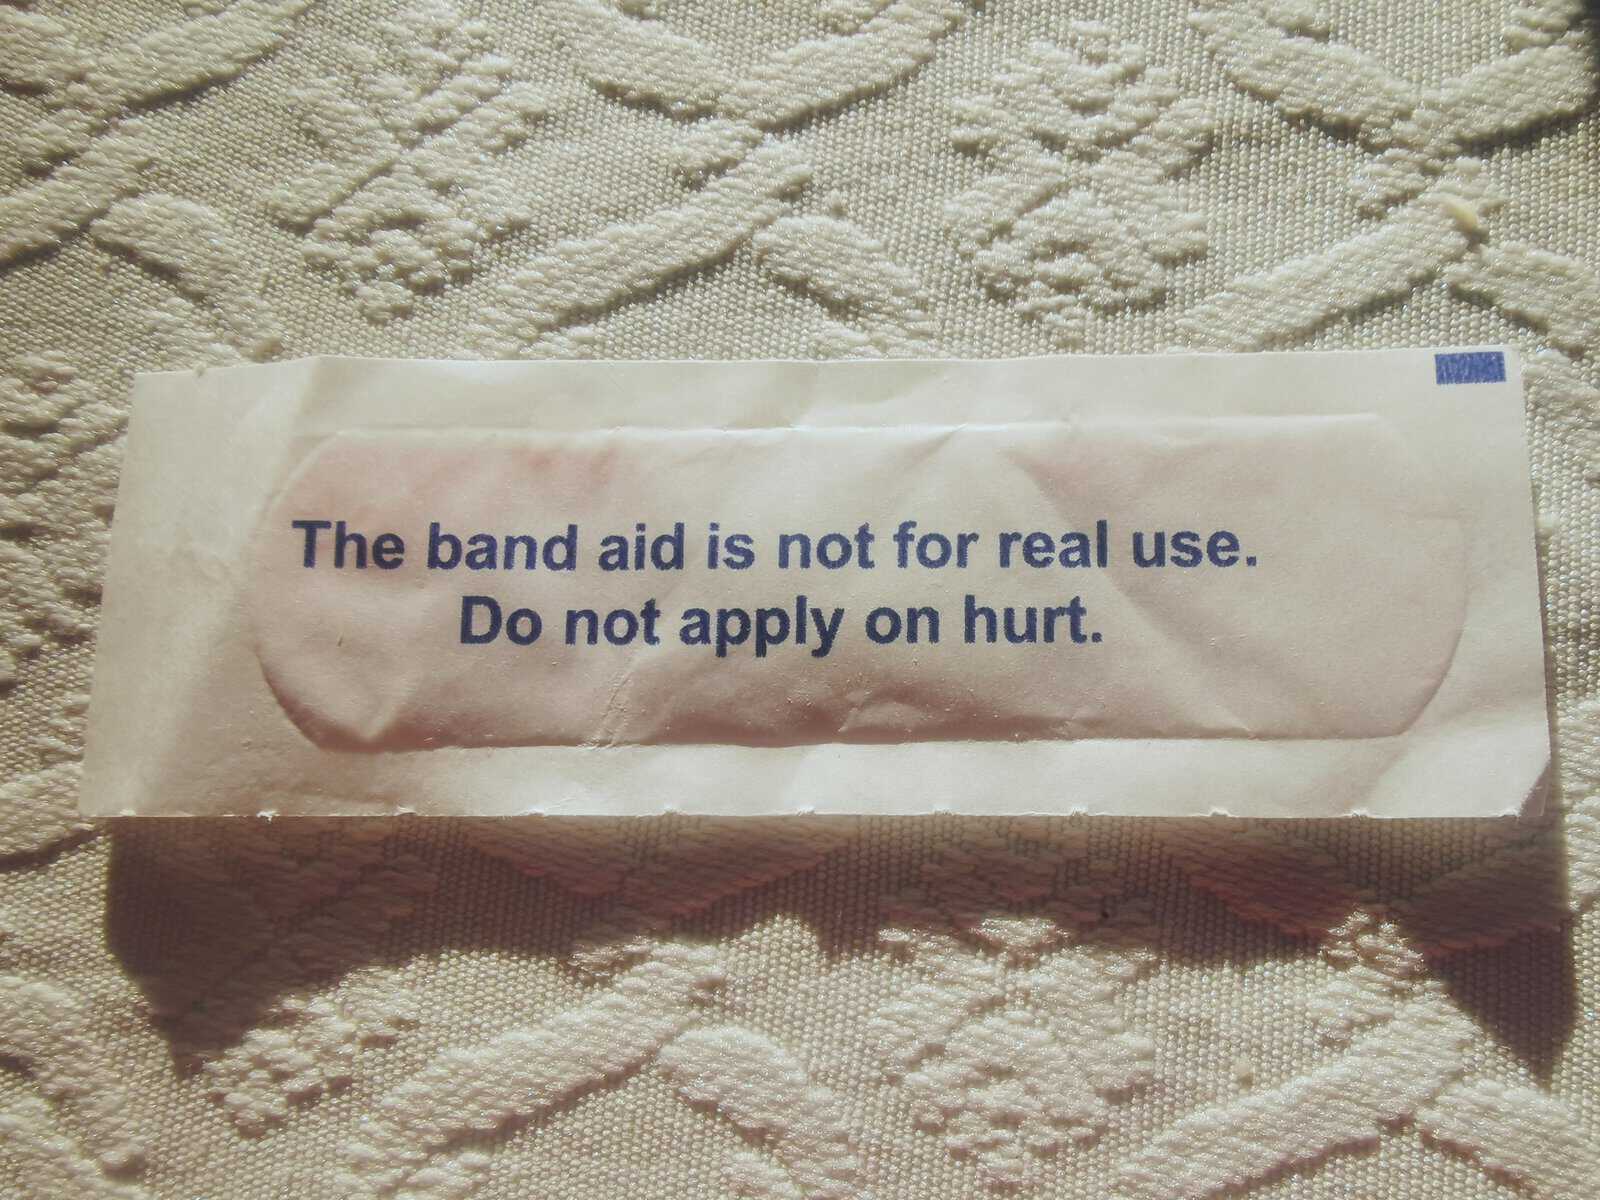 The band aid is not for real use.
Do not apply on hurt.